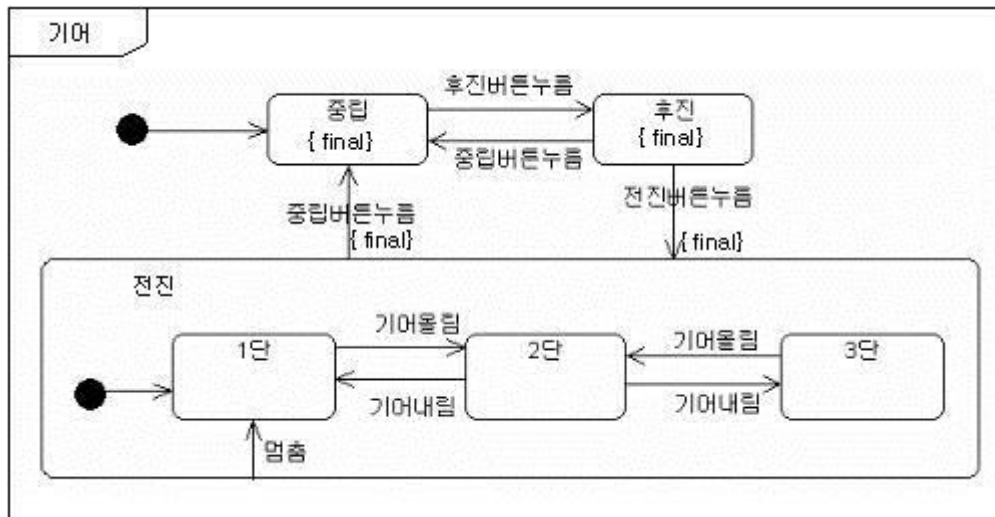 기어
중립
{ final}
후진버튼누름
후진
{ final}
중립버튼누름
중립버튼누름
{ final}
전진버튼누름
{ final}
전진
1단
기어올림
2단
기어올림
3단
기어내림
기어내림
멈춤